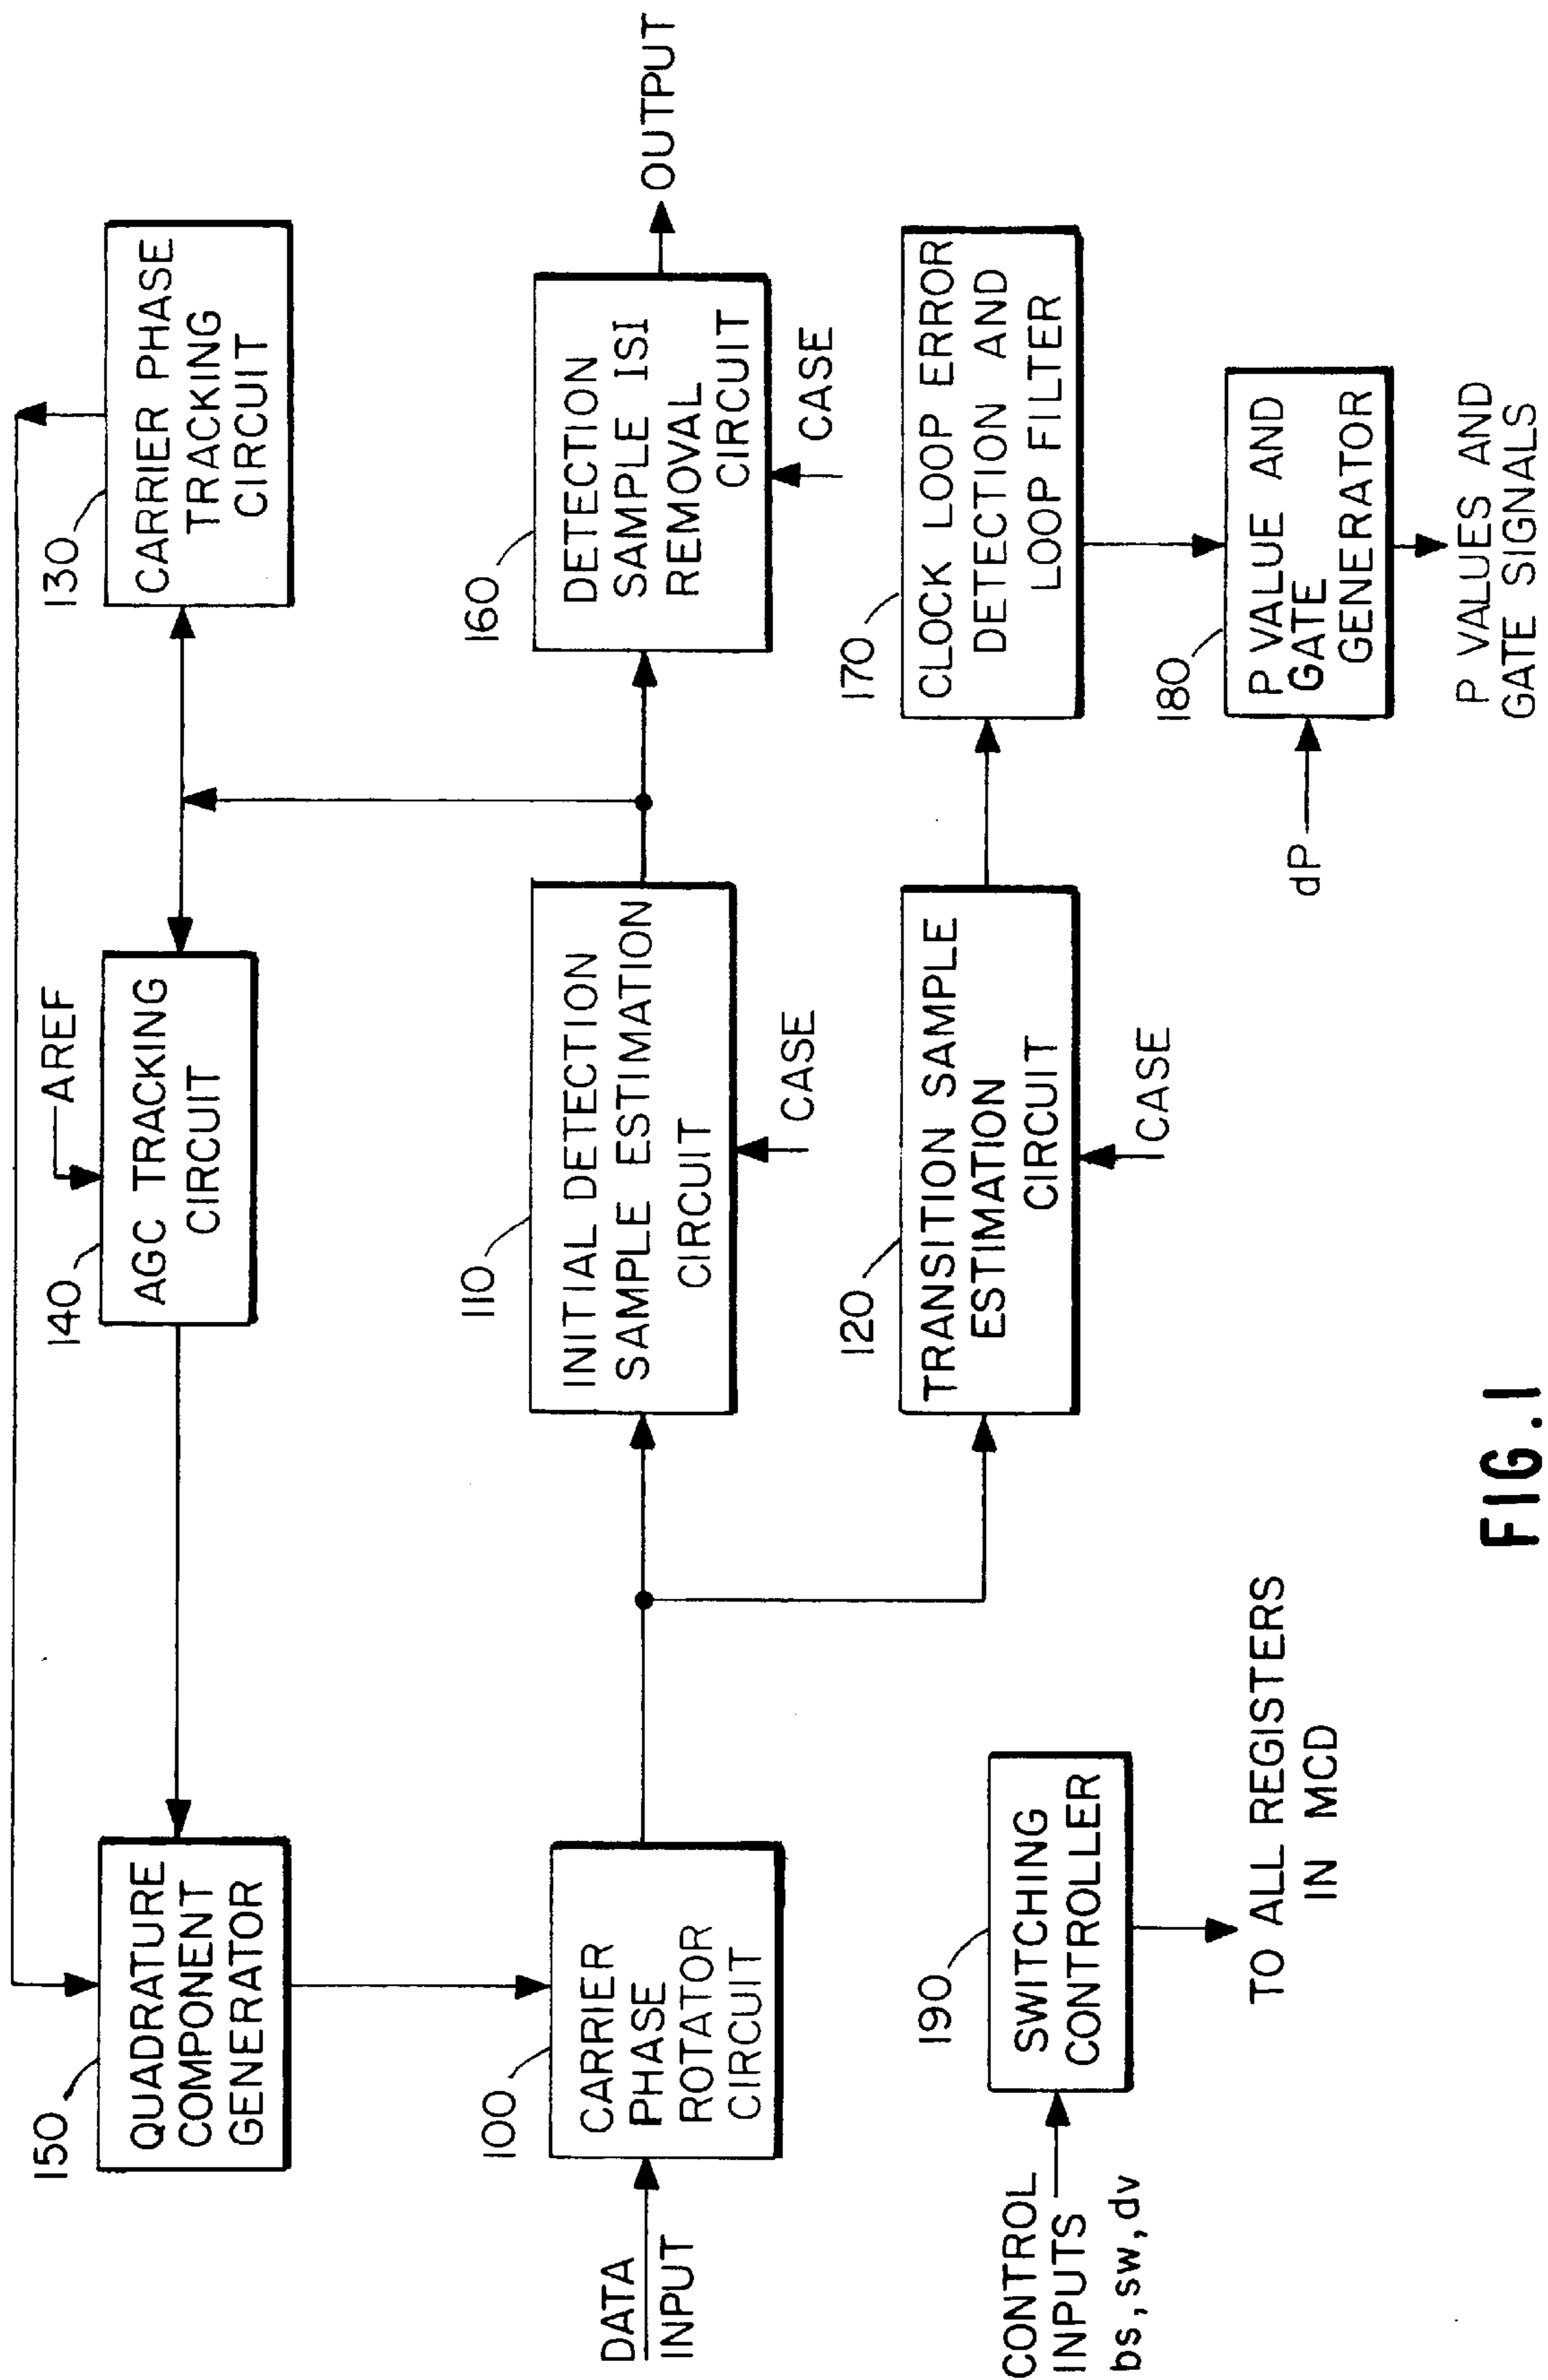 130
CARRIER PHASE
TRACKING
CIRCUIT
AREF
140
AGC TRACKING
CIRCUIT
150
QUADRATURE
COMPONENT
GENERATOR
DATA
INPUT
100
CARRIER
PHASE
ROTATOR
CIRCUIT
110
INITIAL DETECTION
SAMPLE ESTIMATION
CIRCUIT
CASE
160
DETECTION
SAMPLE ISI
REMOVAL
CIRCUIT
CASE
OUTPUT
120
TRANSITION SAMPLE
ESTIMATION
CIRCUIT
CASE
170
CLOCK LOOP ERROR
DETECTION AND
LOOP FILTER
dP
180
P VALUE AND
GATE
GENERATOR
P VALUES AND
GATE SIGNALS
CONTROL
INPUTS
bs,sw,dv
190
SWITCHING
CONTROLLER
TO ALL REGISTERS
IN MCD
FIG.1